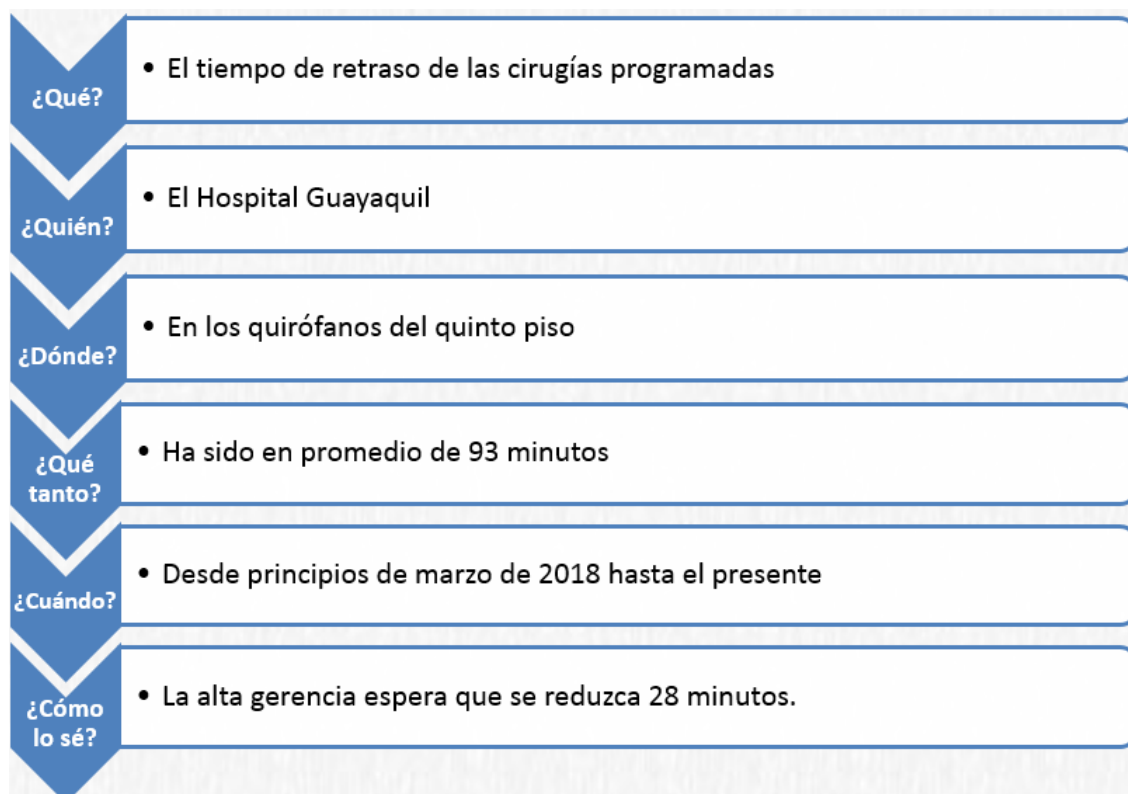 ¿Qué?
• El tiempo de retraso de las cirugías programadas
¿Quién?
• El Hospital Guayaquil
¿Dónde?
• En los quirófanos del quinto piso
¿Qué
tanto?
• Ha sido en promedio de 93 minutos
¿Cuándo?
• Desde principios de marzo de 2018 hasta el presente
¿Cómo
lo sé?
• La alta gerencia espera que se reduzca 28 minutos.